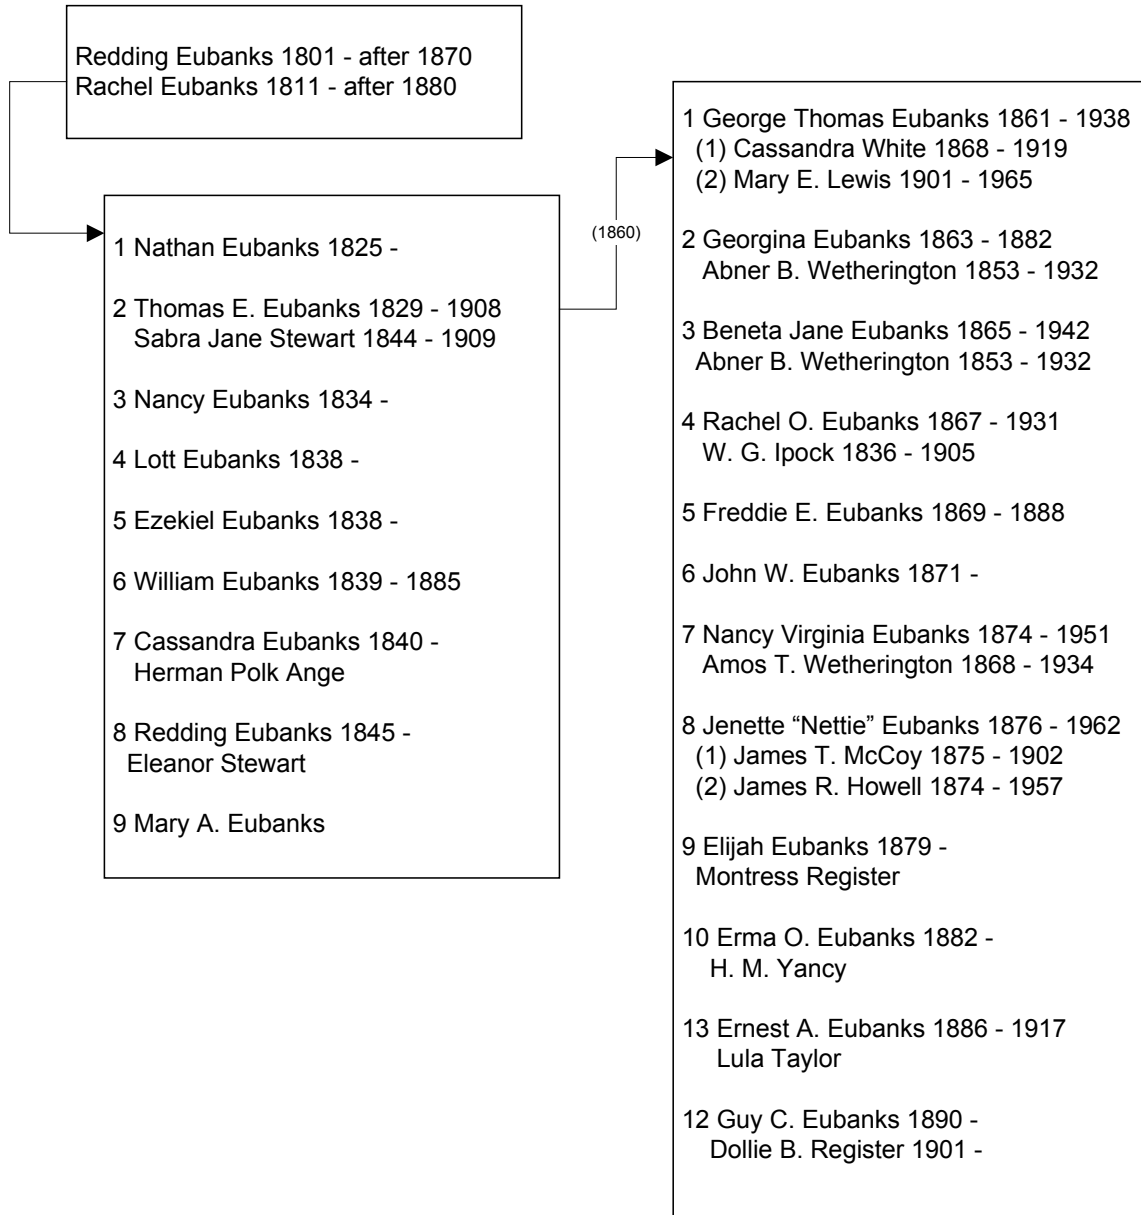 Redding Eubanks 1801 - after 1870
Rachel Eubanks 1811 - after 1880
1 Nathan Eubanks 1825 -
2 Thomas E. Eubanks 1829 - 1908
Sabra Jane Stewart 1844 - 1909
3 Nancy Eubanks 1834 -
4 Lott Eubanks 1838 -
5 Ezekiel Eubanks 1838 -
6 William Eubanks 1839 - 1885
7 Cassandra Eubanks 1840 -
Herman Polk Ange
8 Redding Eubanks 1845 -
Eleanor Stewart
9 Mary A. Eubanks
(1860)
1 George Thomas Eubanks 1861 - 1938
(1) Cassandra White 1868 - 1919
(2) Mary E. Lewis 1901 - 1965
2 Georgina Eubanks 1863 - 1882
Abner B. Wetherington 1853 - 1932
3 Beneta Jane Eubanks 1865 - 1942
Abner B. Wetherington 1853 - 1932
4 Rachel O. Eubanks 1867 - 1931
W. G. Ipock 1836 - 1905
5 Freddie E. Eubanks 1869 - 1888
6 John W. Eubanks 1871 -
7 Nancy Virginia Eubanks 1874 - 1951
Amos T. Wetherington 1868 - 1934
8 Jenette “Nettie” Eubanks 1876 - 1962
(1) James T. McCoy 1875 - 1902
(2) James R. Howell 1874 - 1957
9 Elijah Eubanks 1879 -
Montress Register
10 Erma O. Eubanks 1882 -
H. M. Yancy
13 Ernest A. Eubanks 1886 - 1917
Lula Taylor
12 Guy C. Eubanks 1890 -
Dollie B. Register 1901 -